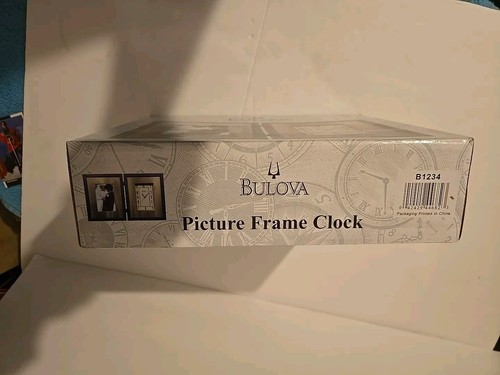 BULOVA
Picture Frame Clock
B1234
Packaging Printed in China